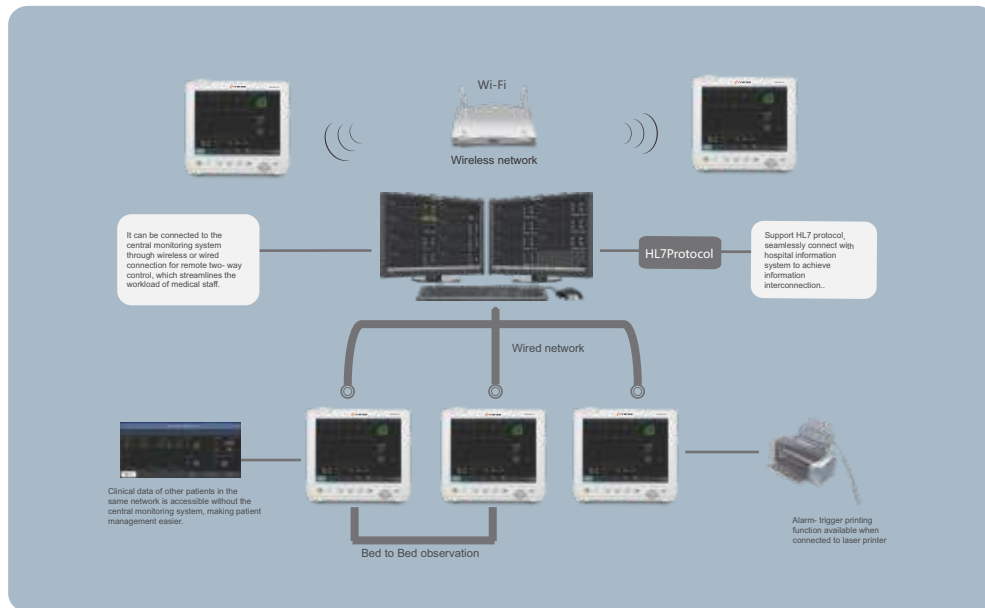 Wi-Fi
Wireless network
It can be connected to the
central monitoring system
through wireless or wired
connection for remote two- way
control, which streamlines the
workload of medical staff.
HL7Protocol
Support HL7 protocol,
seamlessly connect with
hospital information
system to achieve
information
interconnection..
Wired network
Clinical data of other patients in the
same network is accessible without the
central monitoring system, making patient
management easier.
Bed to Bed observation
Alarm- trigger printing
function available when
connected to laser printer